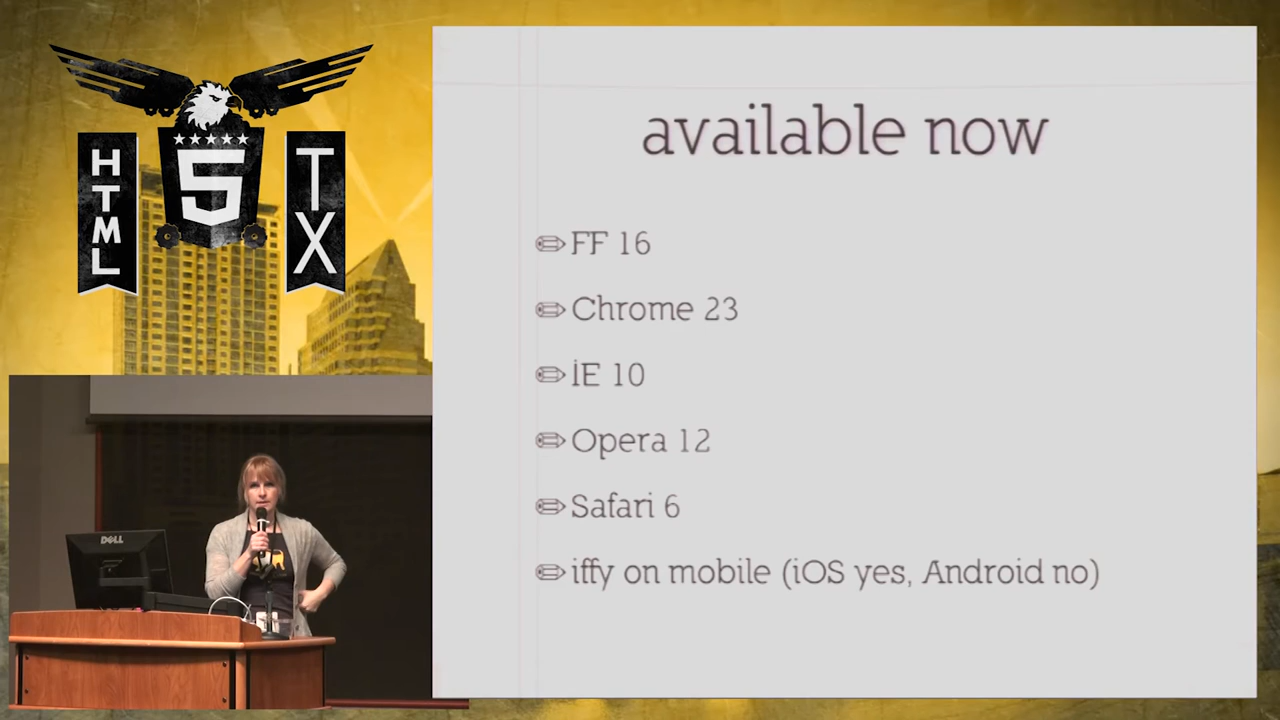 HTML
5
TX
available now
FF 16
Chrome 23
IE 10
Opera 12
Safari 6
iffy on mobile (iOS yes, Android no)
DELL